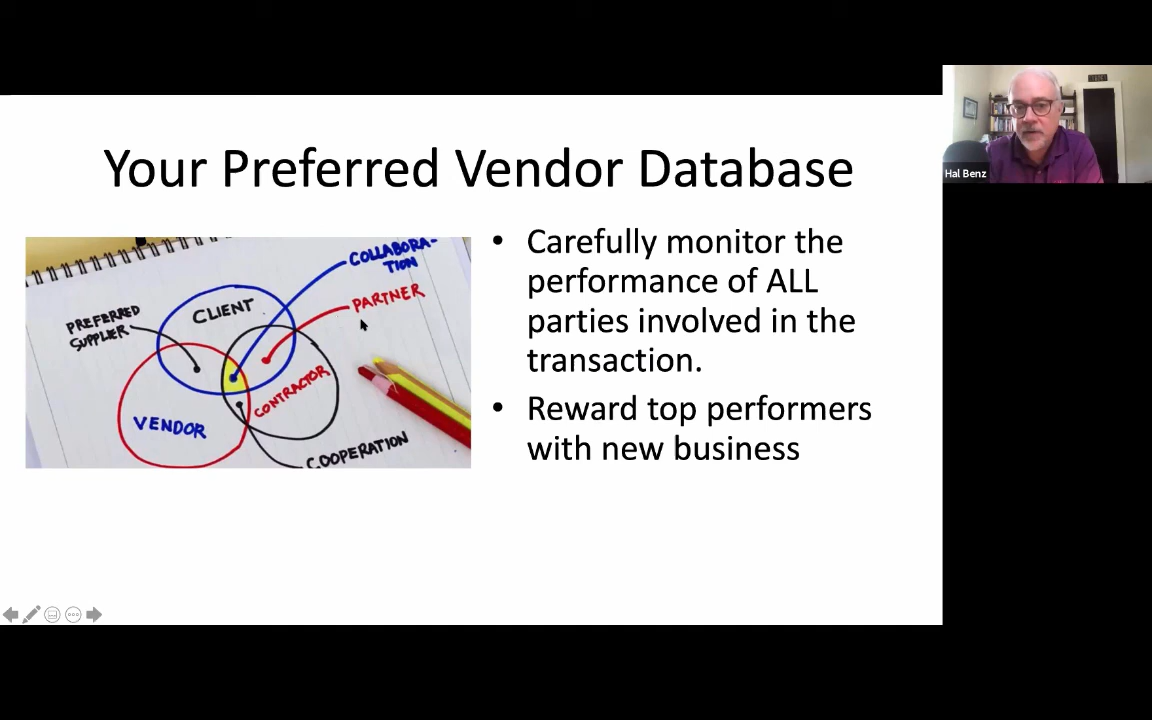 Your Preferred Vendor Database
COLLABORA-
TION
PARTNER
CLIENT
PREFERRED
SUPPLIER
CONTRACTOR
VENDOR
COOPERATION
• Carefully monitor the
performance of ALL
parties involved in the
transaction.
• Reward top performers
with new business
Hal Benz